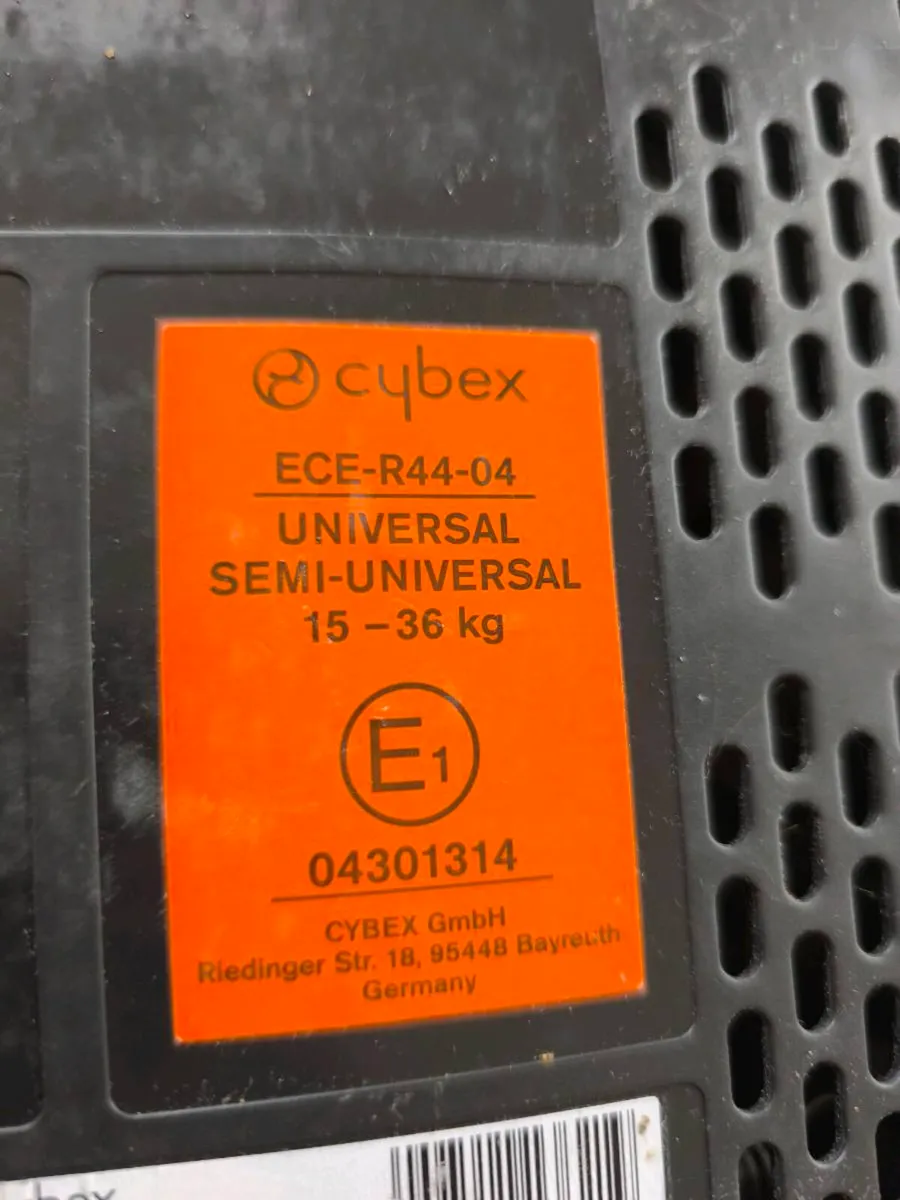 cybex
ECE-R44-04
UNIVERSAL
SEMI-UNIVERSAL
15 – 36 kg
E1
04301314
CYBEX GmbH
Riedinger Str. 18, 95448 Bayreuth
Germany